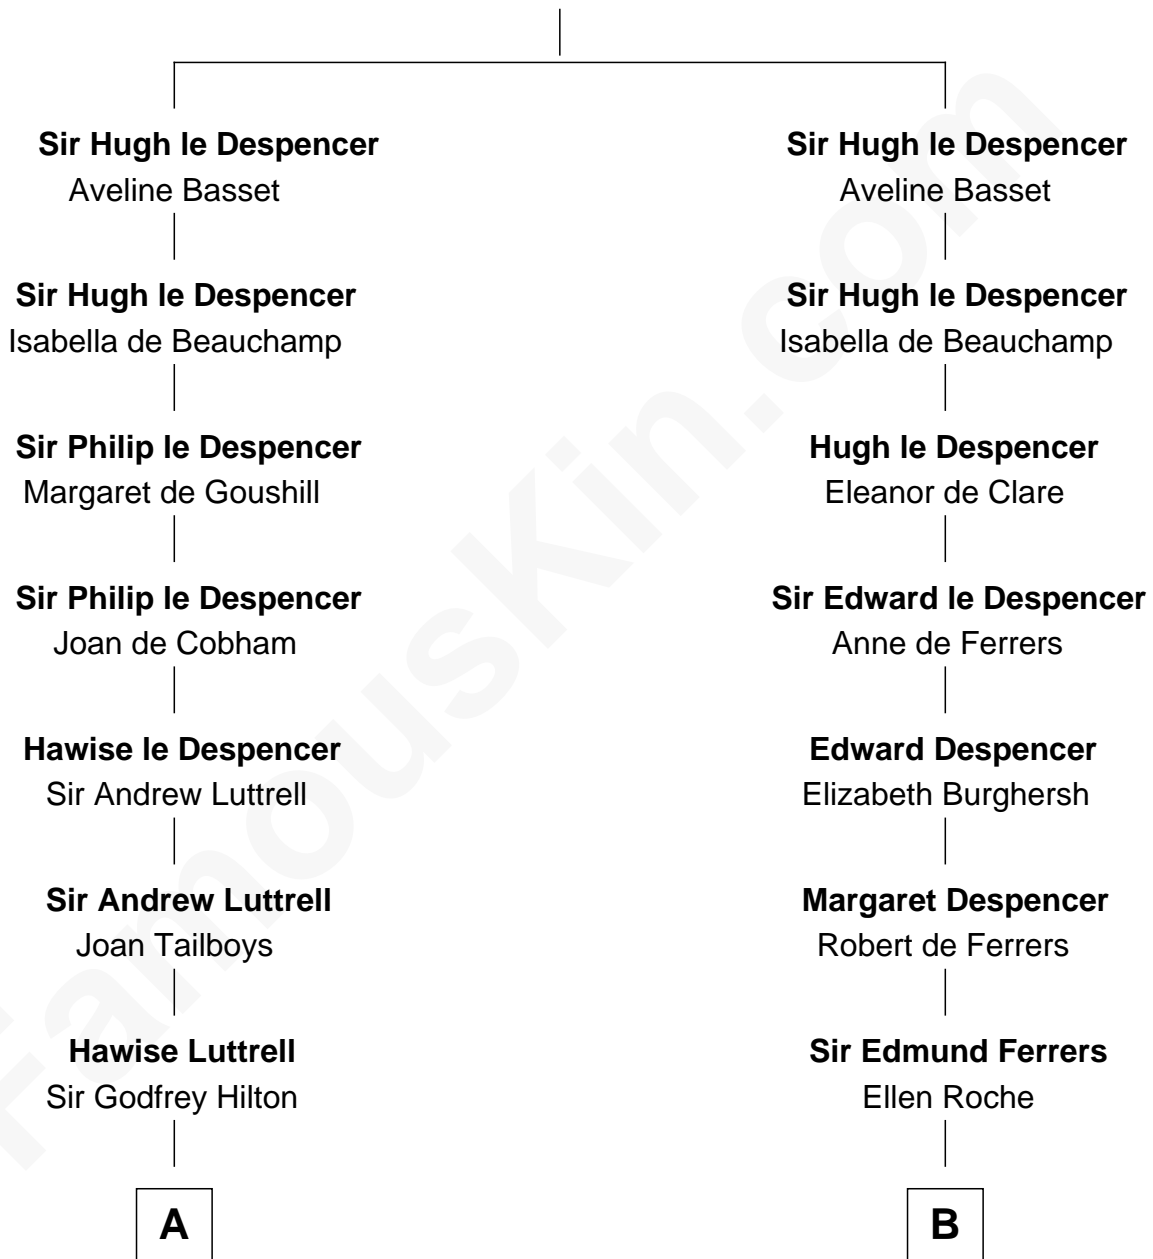 Sir Hugh le Despencer
Aveline Basset
Sir Hugh le Despencer
Isabella de Beauchamp
Sir Philip le Despencer
Margaret de Goushill
Sir Philip le Despencer
Joan de Cobham
Hawise le Despencer
Sir Andrew Luttrell
Sir Andrew Luttrell
Joan Tailboys
Hawise Luttrell
Sir Godfrey Hilton
A
Sir Hugh le Despencer
Aveline Basset
Sir Hugh le Despencer
Isabella de Beauchamp
Hugh le Despencer
Eleanor de Clare
Sir Edward le Despencer
Anne de Ferrers
Edward Despencer
Elizabeth Burghersh
Margaret Despencer
Robert de Ferrers
Sir Edmund Ferrers
Ellen Roche
B
FamousKin.com